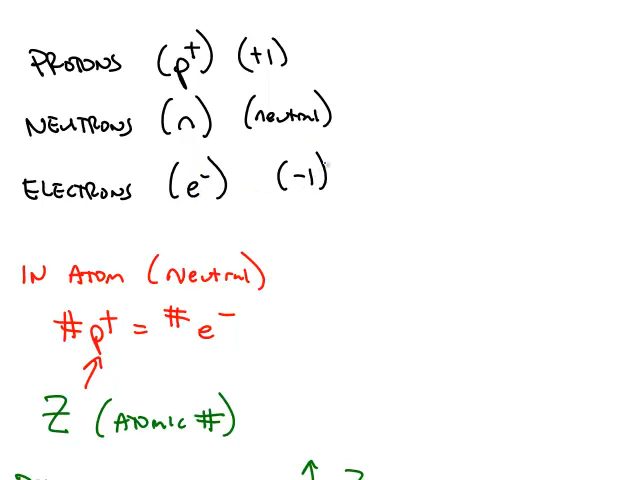 PROTONS (p⁺) (+1)
NEUTRONS (n) (neutral)
ELECTRONS (e⁻) (-1)
IN ATOM (Neutral)
# p⁺ = # e⁻
Z (ATOMIC #)